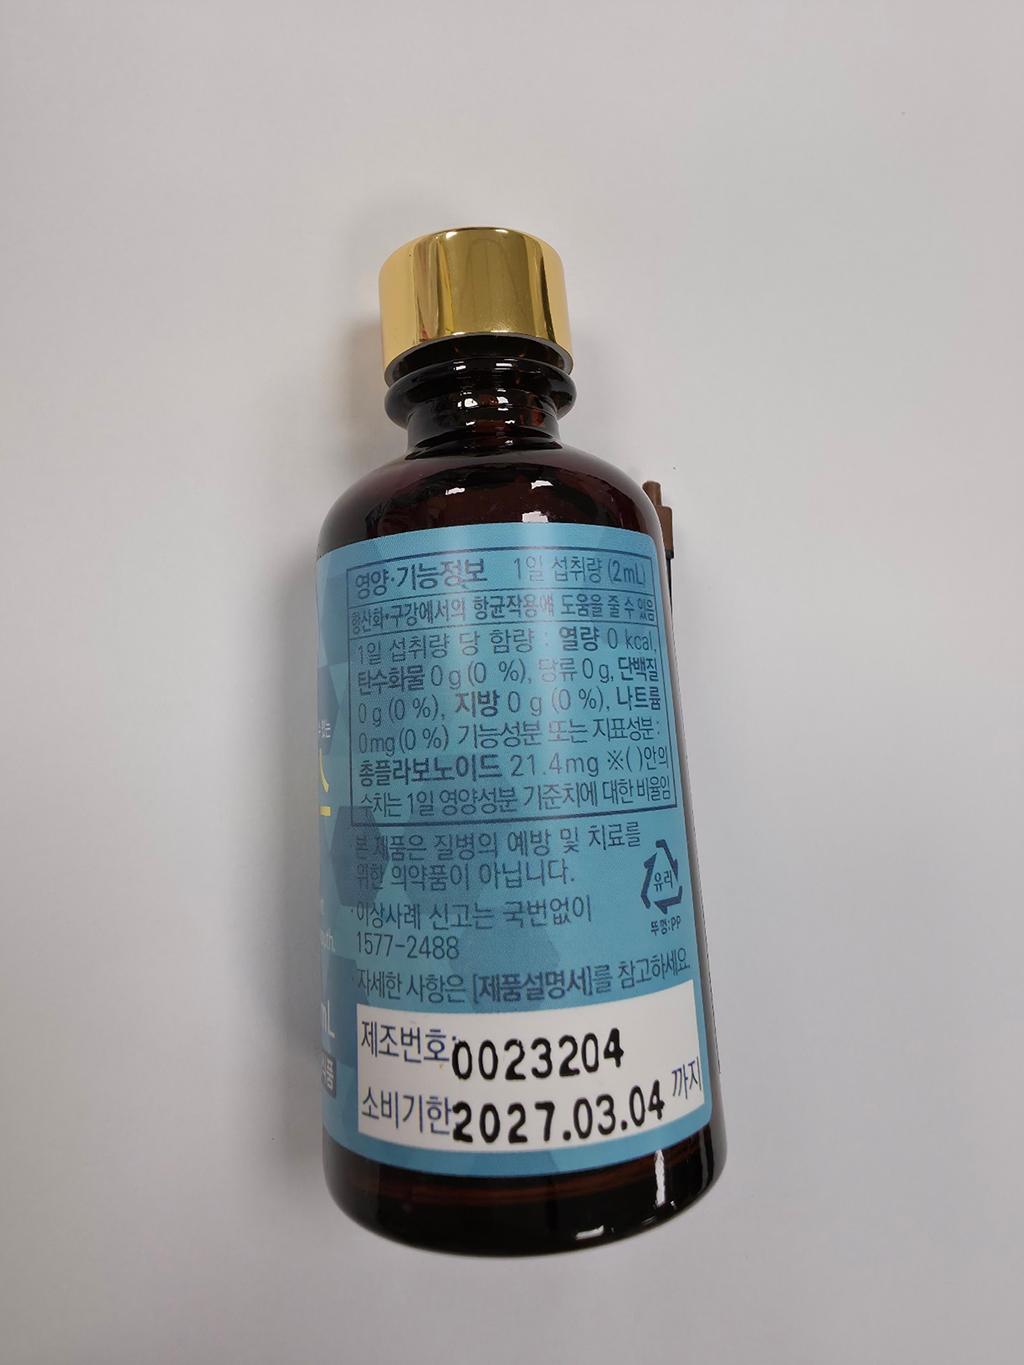 영양·기능정보 1일 섭취량 (2mL)
항산화·구강에서의 항균작용에 도움을 줄 수 있음
1일 섭취량 당 함량 : 열량 0 kcal,
탄수화물 0 g (0 %), 당류 0 g, 단백질
0 g (0 %), 지방 0 g (0 %), 나트륨
0 mg (0 %) 기능성분 또는 지표성분 :
총플라보노이드 21.4mg ※( )안의
수치는 1일 영양성분 기준치에 대한 비율임
· 본 제품은 질병의 예방 및 치료를
위한 의약품이 아닙니다.
· 이상사례 신고는 국번없이
1577-2488
· 자세한 사항은 [제품설명서]를 참고하세요.
유리
뚜껑:PP
제조번호: 0023204
소비기한: 2027.03.04 까지
mL